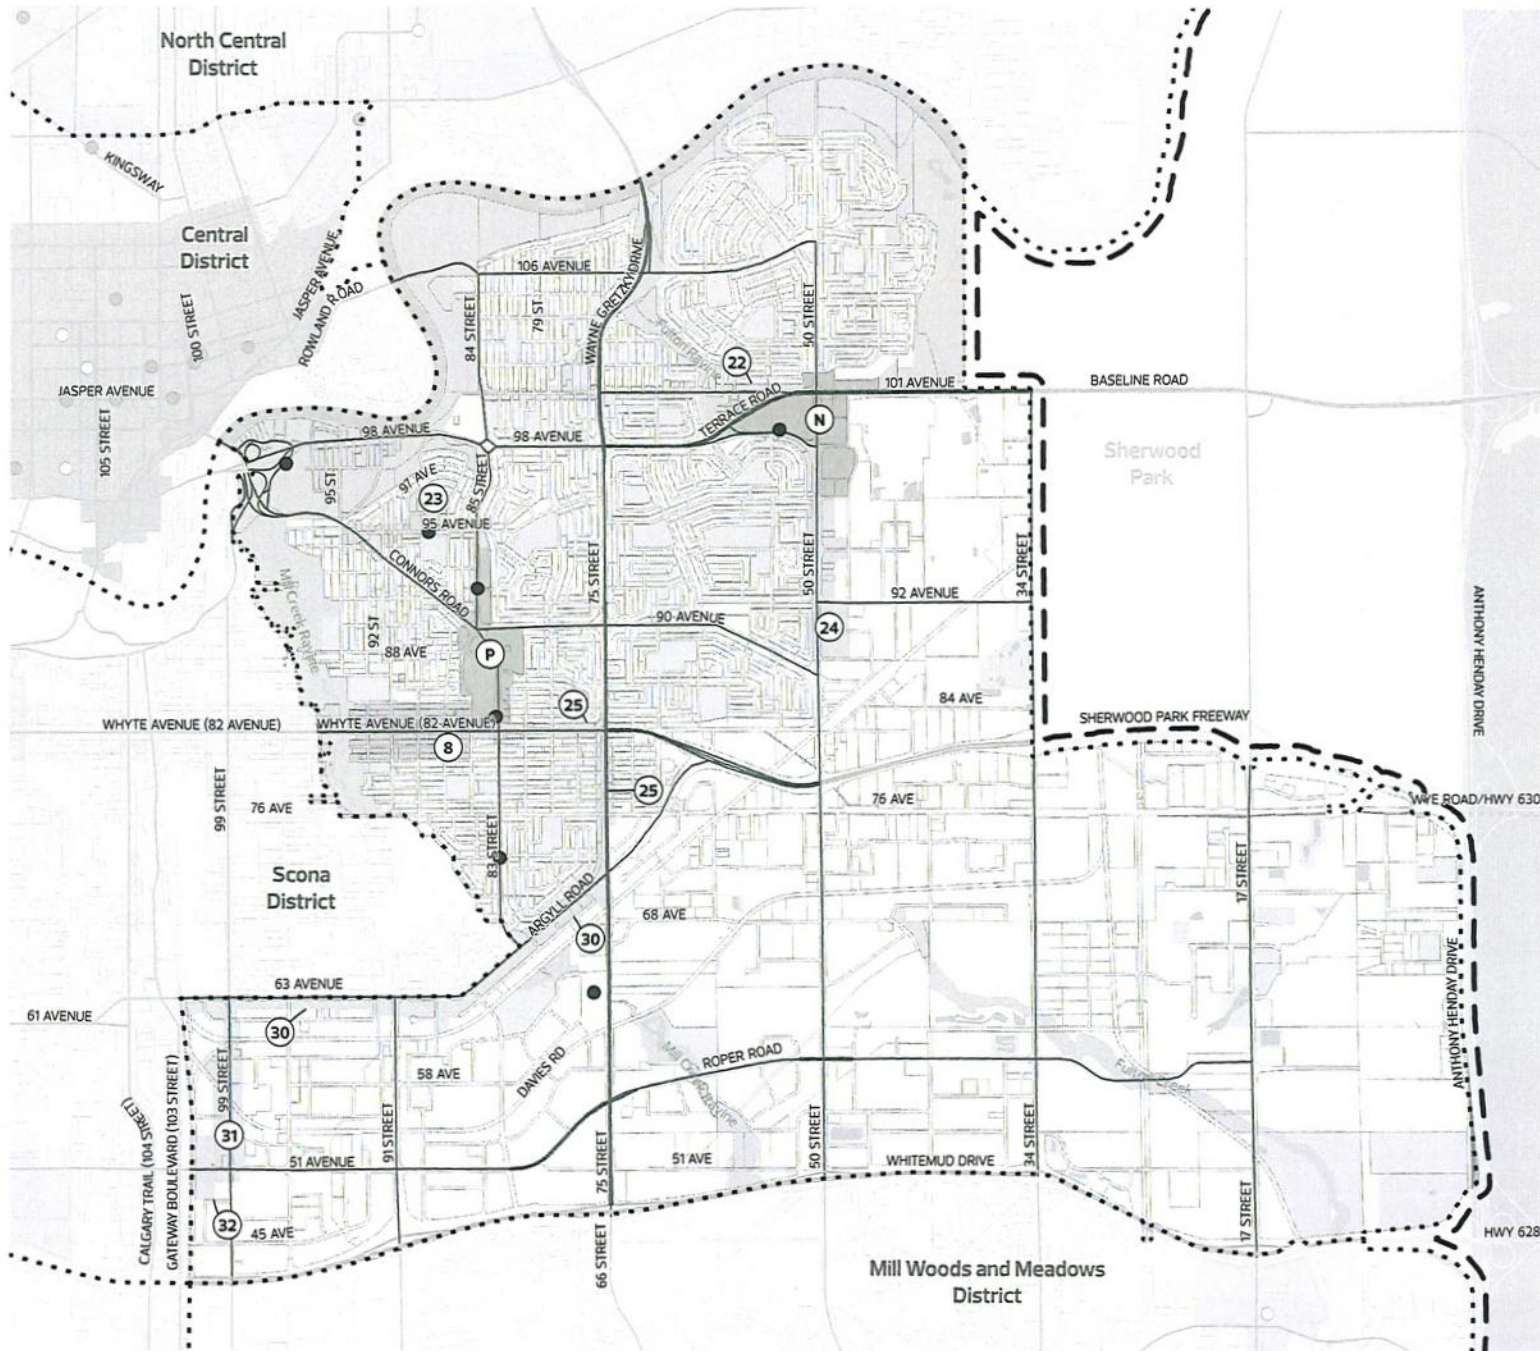 North Central
District
KINGSWAY
Central
District
JASPER AVENUE
ROWLAND ROAD
100 STREET
JASPER AVENUE
105 STREET
106 AVENUE
84 STREET
79 ST
WAYNE GRETZKY DRIVE
50 STREET
22
101 AVENUE
BASELINE ROAD
TERRACE ROAD
N
98 AVENUE
98 AVENUE
Sherwood
Park
97 AVE
95 ST
23
85 STREET
95 AVENUE
CONNORS ROAD
75 STREET
50 STREET
34 STREET
92 AVENUE
Mill Creek Ravine
92 ST
88 AVE
P
90 AVENUE
24
84 AVE
ANTHONY HENDAY DRIVE
25
WHYTE AVENUE (82 AVENUE)
WHYTE AVENUE (82 AVENUE)
8
SHERWOOD PARK FREEWAY
99 STREET
76 AVE
25
76 AVE
WYE ROAD/HWY 630
83 STREET
Scona
District
ARGYLL ROAD
68 AVE
30
17 STREET
63 AVENUE
61 AVENUE
30
ANTHONY HENDAY DRIVE
99 STREET
58 AVE
DAVIES RD
ROPER ROAD
CALGARY TRAIL (104 STREET)
GATEWAY BOULEVARD (103 STREET)
31
91 STREET
51 AVENUE
75 STREET
51 AVE
50 STREET
WHITEMUD DRIVE
34 STREET
17 STREET
32
45 AVE
HWY 628
66 STREET
Mill Woods and Meadows
District